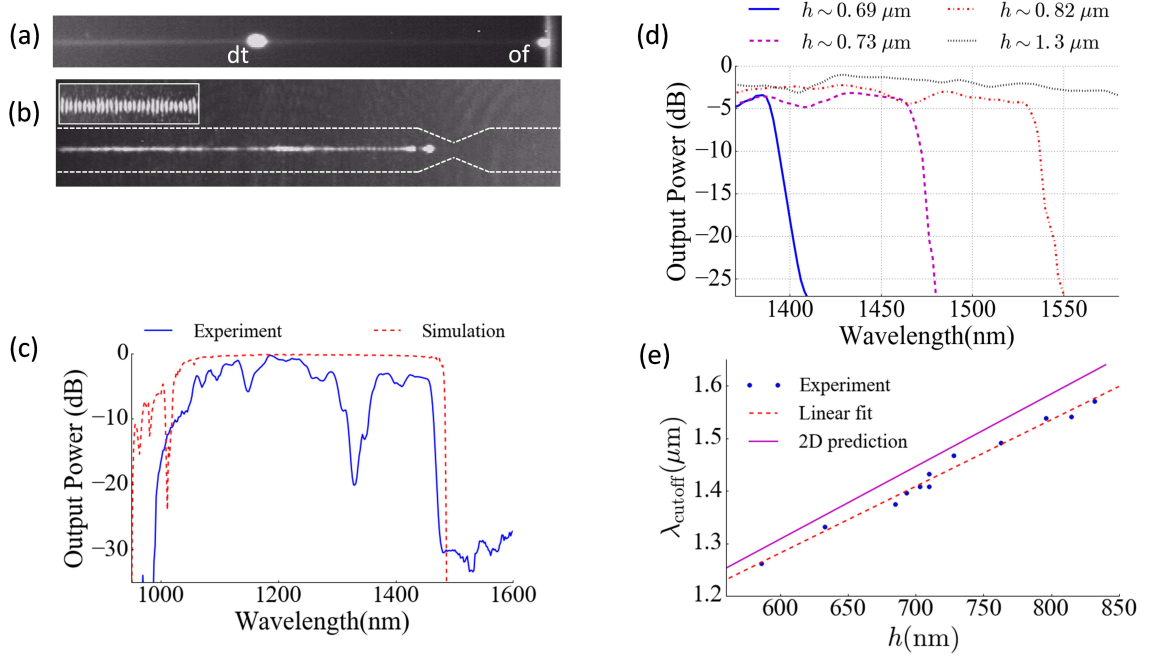 (a)
dt
of
(b)
(c)
Experiment
Simulation
0
−10
−20
−30
Output Power (dB)
1000
1200
1400
1600
Wavelength(nm)
(d)
h ∼ 0.69 μm
h ∼ 0.82 μm
h ∼ 0.73 μm
h ∼ 1.3 μm
0
−5
−10
−15
−20
−25
Output Power (dB)
1400
1450
1500
1550
Wavelength(nm)
(e)
Experiment
Linear fit
2D prediction
1.6
1.5
1.4
1.3
1.2
λcutoff(μm)
600
650
700
750
800
850
h(nm)